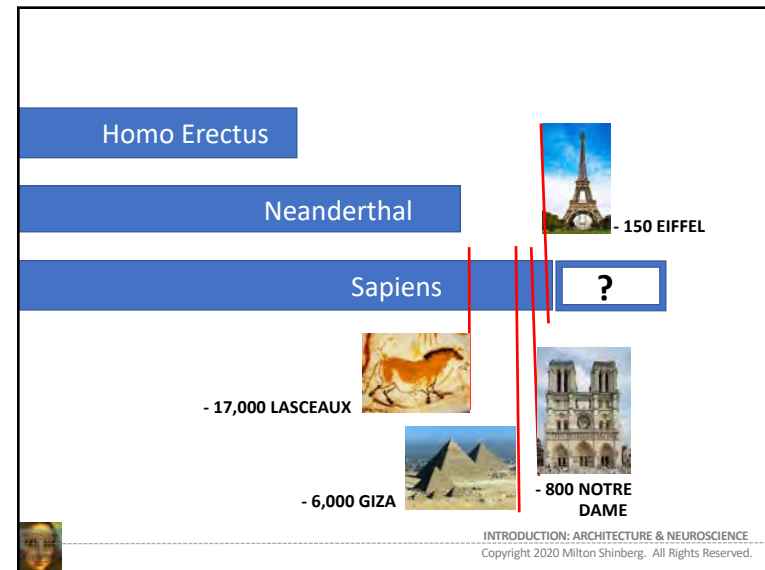 Homo Erectus
Neanderthal
- 150 EIFFEL
Sapiens
?
- 17,000 LASCEAUX
- 6,000 GIZA
- 800 NOTRE
DAME
INTRODUCTION: ARCHITECTURE & NEUROSCIENCE
Copyright 2020 Milton Shinberg. All Rights Reserved.